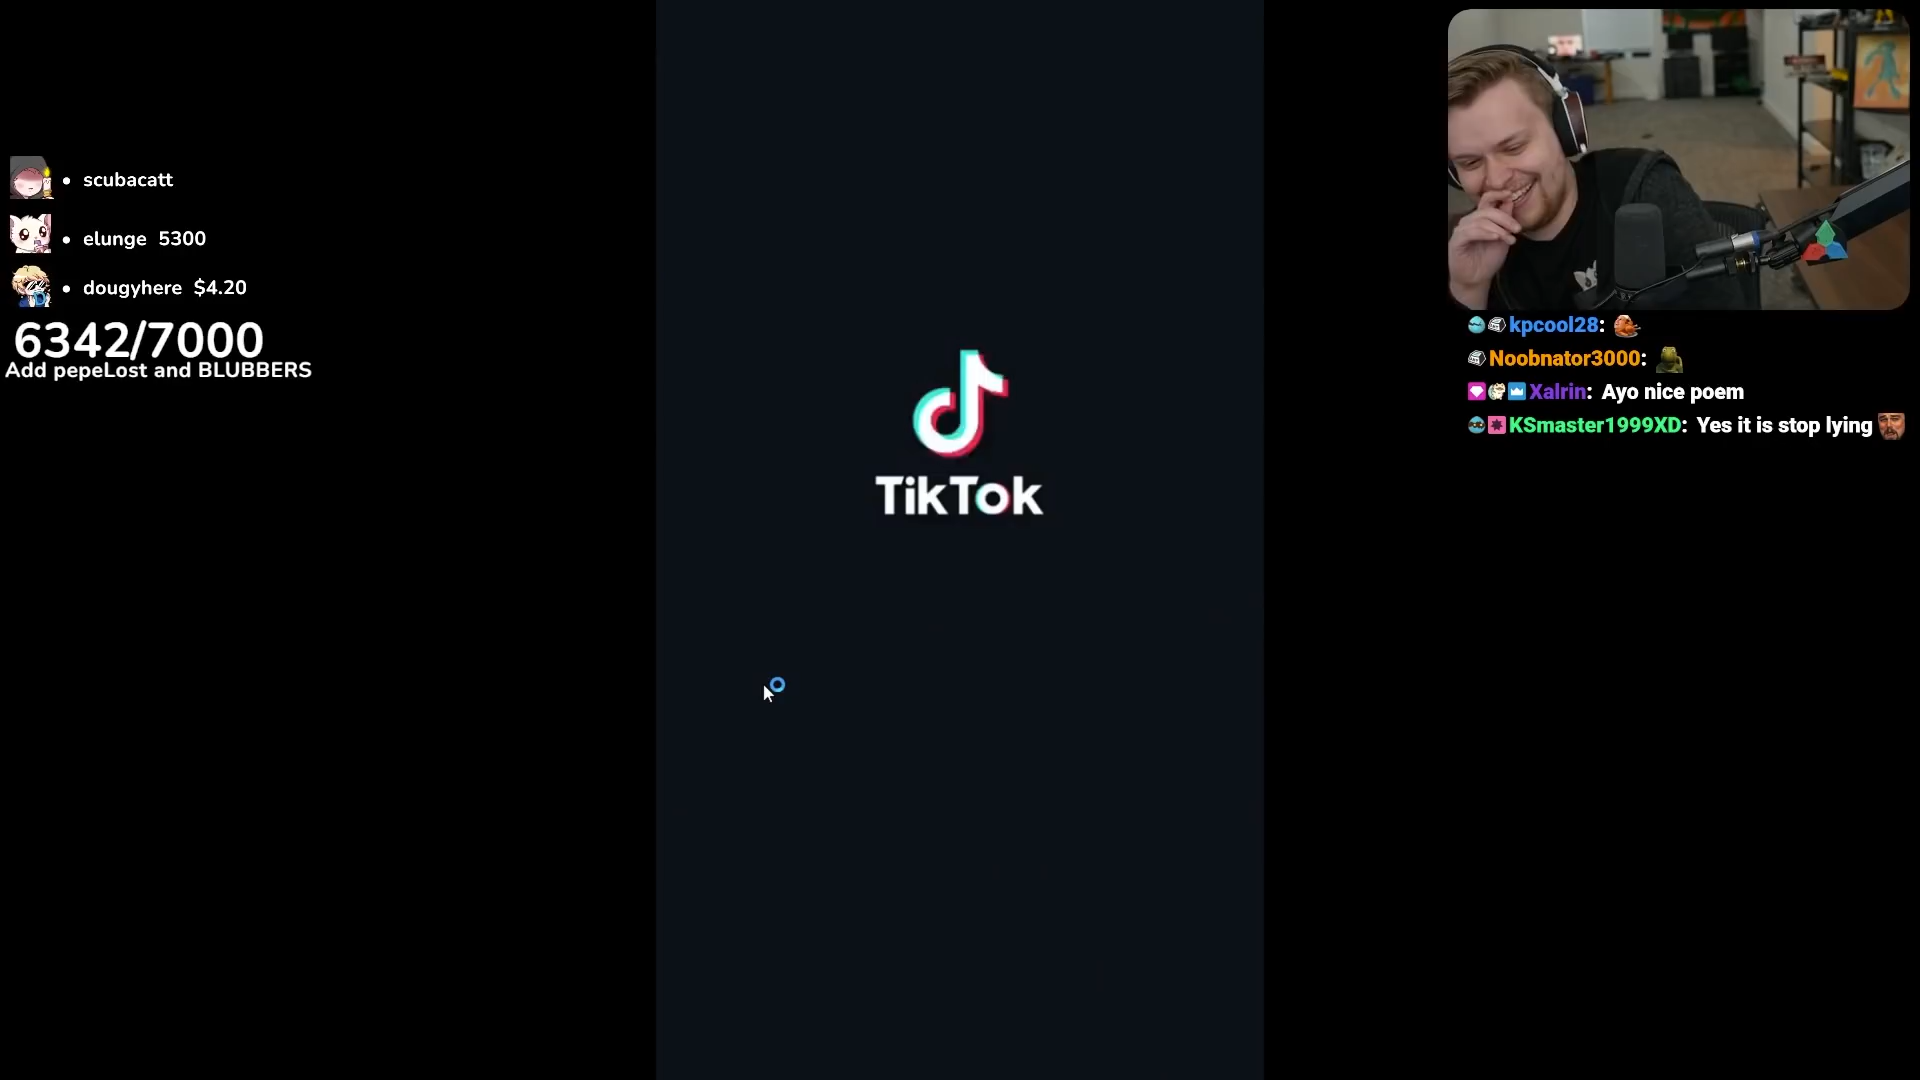 scubacatt
elunge 5300
dougyhere $4.20
6342/7000
Add pepeLost and BLUBBERS
TikTok
kpcool28:
Noobnator3000:
Xalrin: Ayo nice poem
KSmaster1999XD: Yes it is stop lying